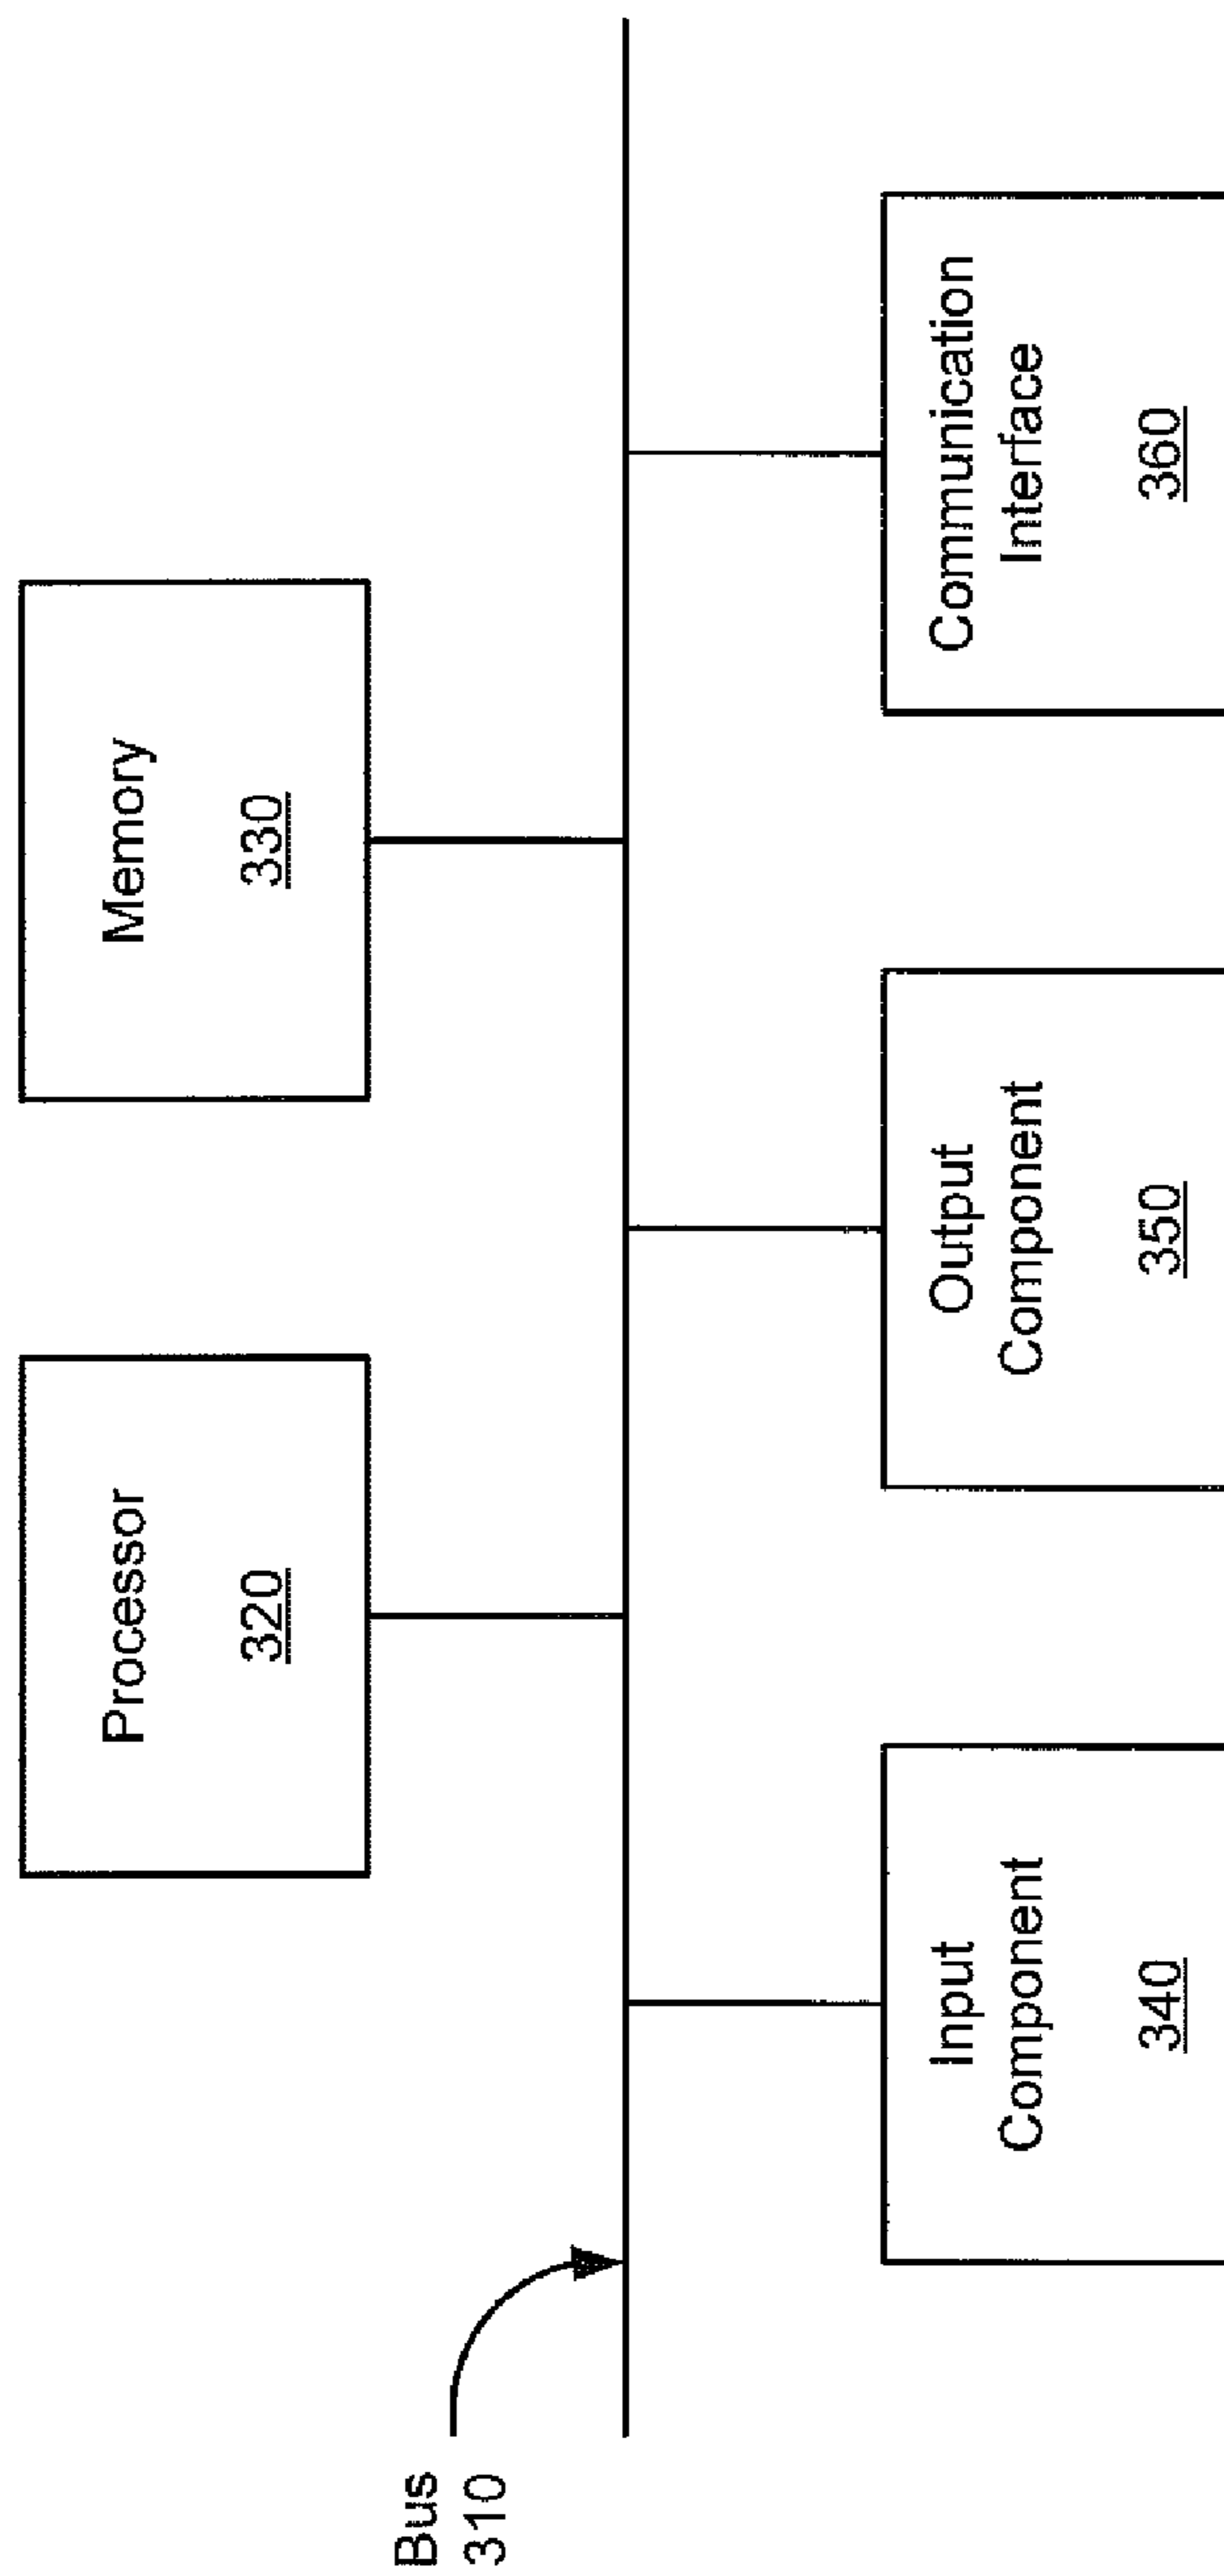 Processor
320
Memory
330
Bus
310
Input
Component
340
Output
Component
350
Communication
Interface
360